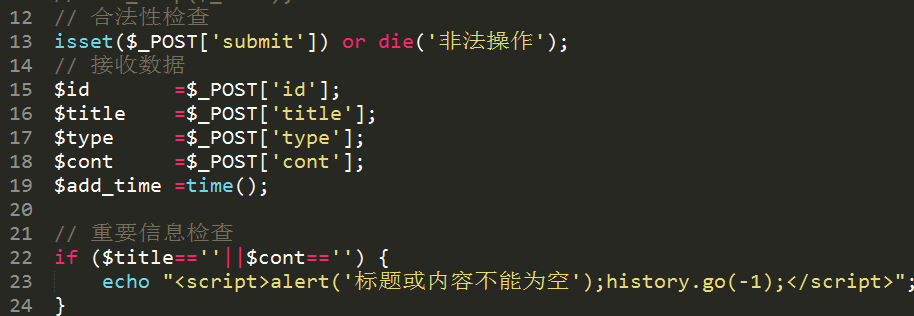 12 // 合法性检查
13 isset($_POST['submit']) or die('非法操作');
14 // 接收数据
15 $id       =$_POST['id'];
16 $title    =$_POST['title'];
17 $type     =$_POST['type'];
18 $cont     =$_POST['cont'];
19 $add_time =time();
20
21 // 重要信息检查
22 if ($title==''||$cont=='') {
23     echo "<script>alert('标题或内容不能为空');history.go(-1);</script>";
24 }